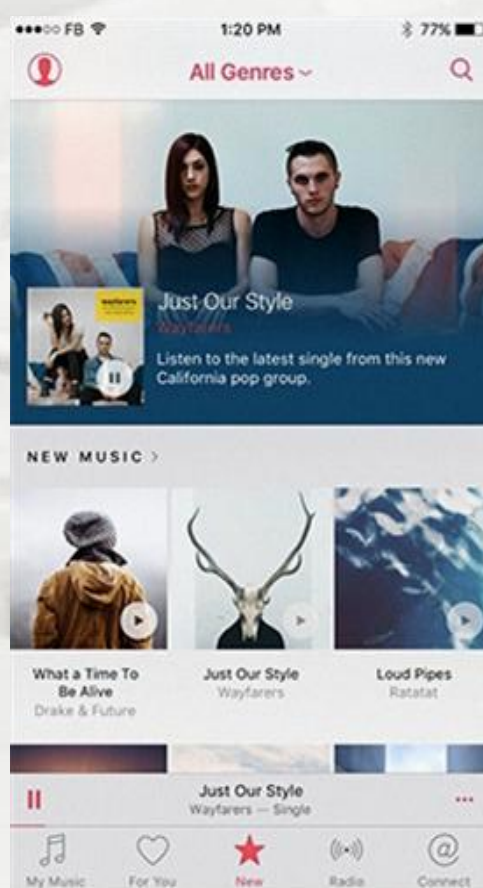 FB 1:20 PM 77%
All Genres
Just Our Style
Wayfarers
Listen to the latest single from this new
California pop group.
NEW MUSIC >
What a Time To
Be Alive
Drake & Future
Just Our Style
Wayfarers
Loud Pipes
Ratatat
Just Our Style
Wayfarers — Single
My Music For You New Radio Connect